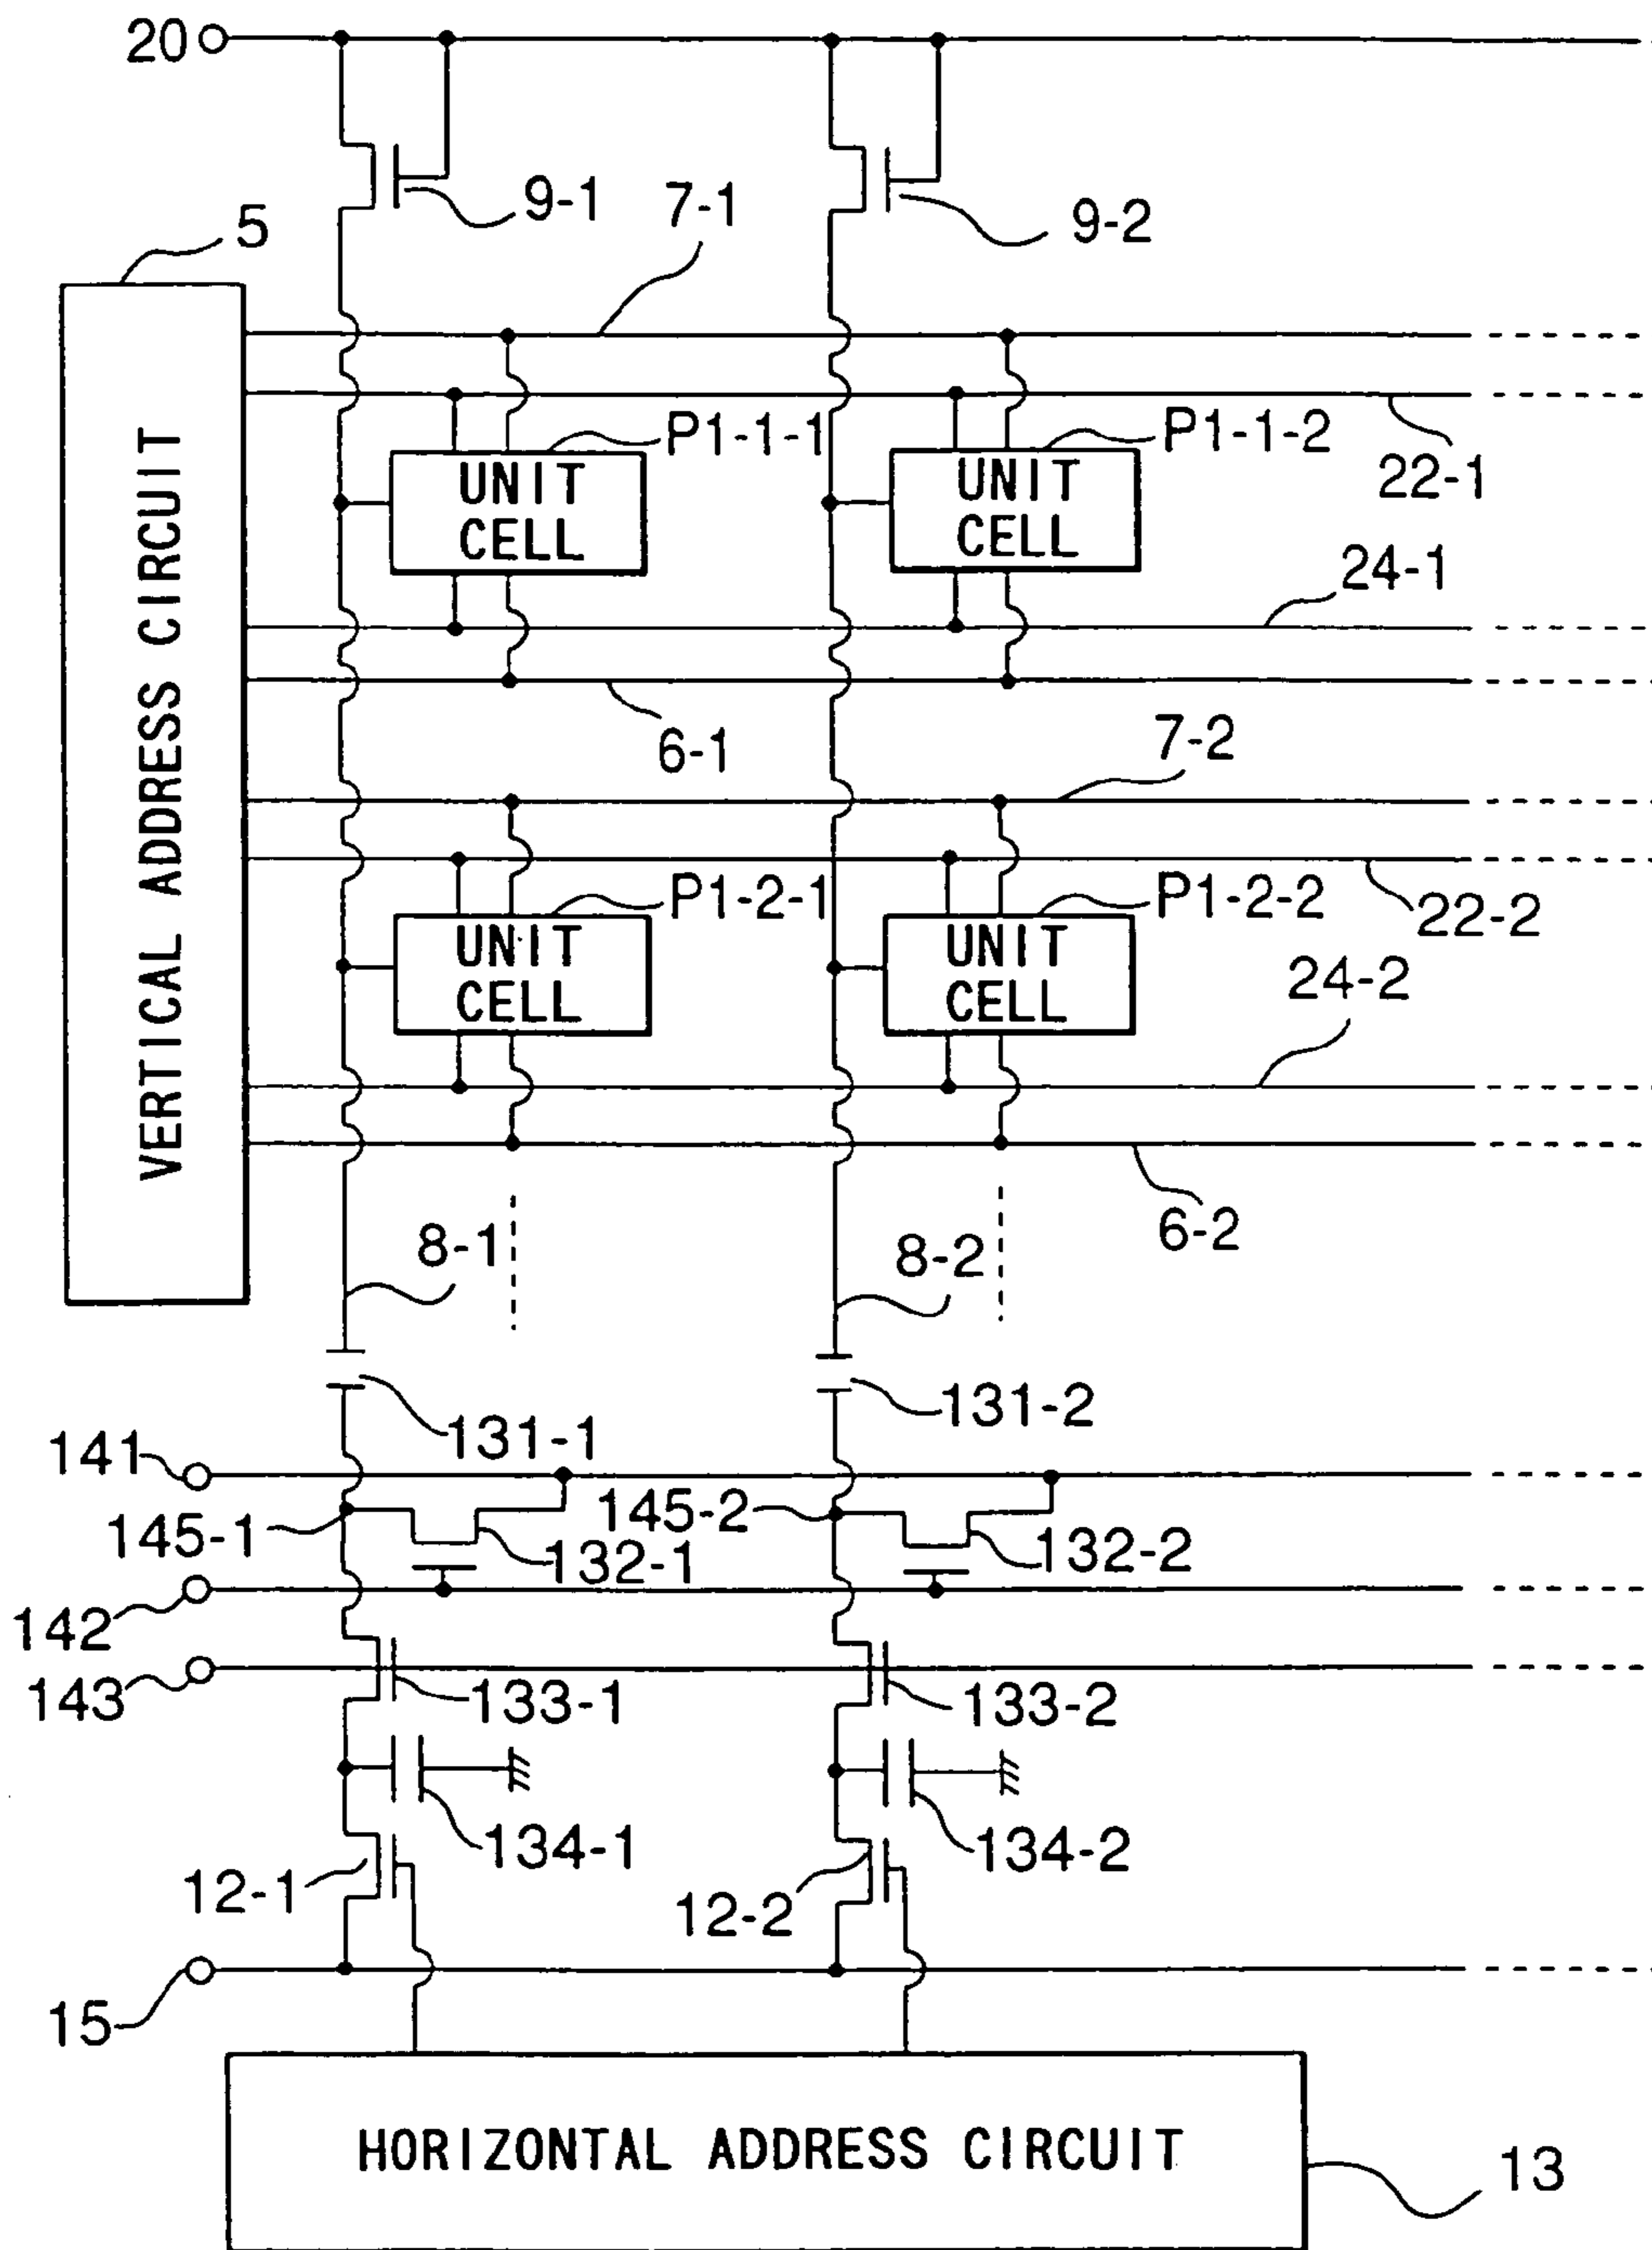 20
9-1
7-1
9-2
5
P1-1-1
P1-1-2
22-1
UNIT
CELL
UNIT
CELL
24-1
6-1
7-2
VERTICAL ADDRESS CIRCUIT
P1-2-1
P1-2-2
22-2
UNIT
CELL
UNIT
CELL
24-2
6-2
8-1
8-2
131-1
131-2
141
145-1
145-2
132-1
132-2
142
143
133-1
133-2
134-1
134-2
12-1
12-2
15
HORIZONTAL ADDRESS CIRCUIT
13